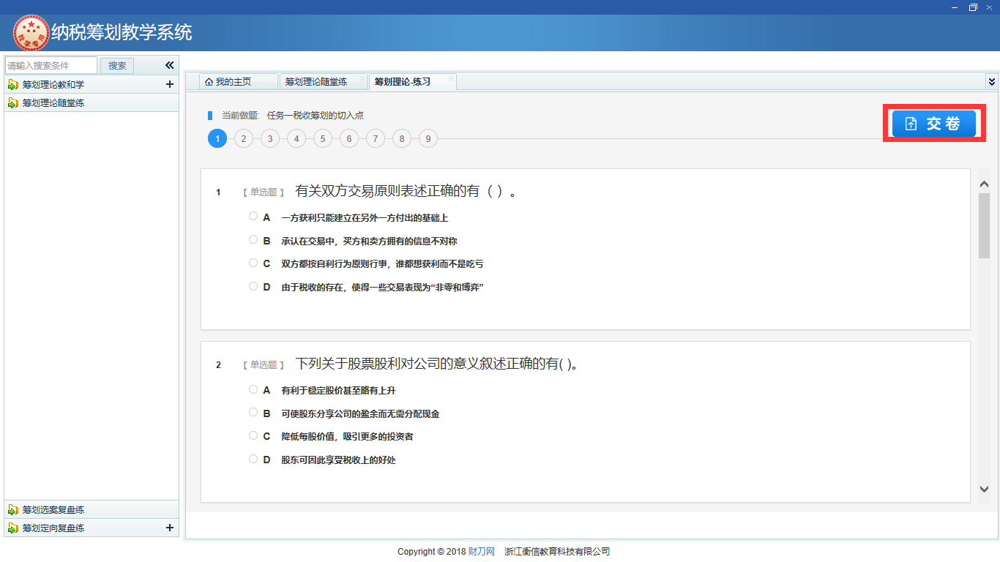 纳税筹划教学系统
请输入搜索条件 搜索
筹划理论教和学
筹划理论随堂练
筹划选案复盘练
筹划定向复盘练
我的主页 筹划理论随堂练 筹划理论-练习
当前做题: 任务一税收筹划的切入点
交卷
1 2 3 4 5 6 7 8 9
1 【单选题】 有关双方交易原则表述正确的有（ ）。
A 一方获利只能建立在另外一方付出的基础上
B 承认在交易中，买方和卖方拥有的信息不对称
C 双方都按自利行为原则行事，谁都想获利而不是吃亏
D 由于税收的存在，使得一些交易表现为“非零和博弈”
2 【单选题】 下列关于股票股利对公司的意义叙述正确的有( )。
A 有利于稳定股价甚至略有上升
B 可使股东分享公司的盈余而无需分配现金
C 降低每股价值，吸引更多的投资者
D 股东可因此享受税收上的好处
Copyright © 2018 财刀网 浙江衡信教育科技有限公司